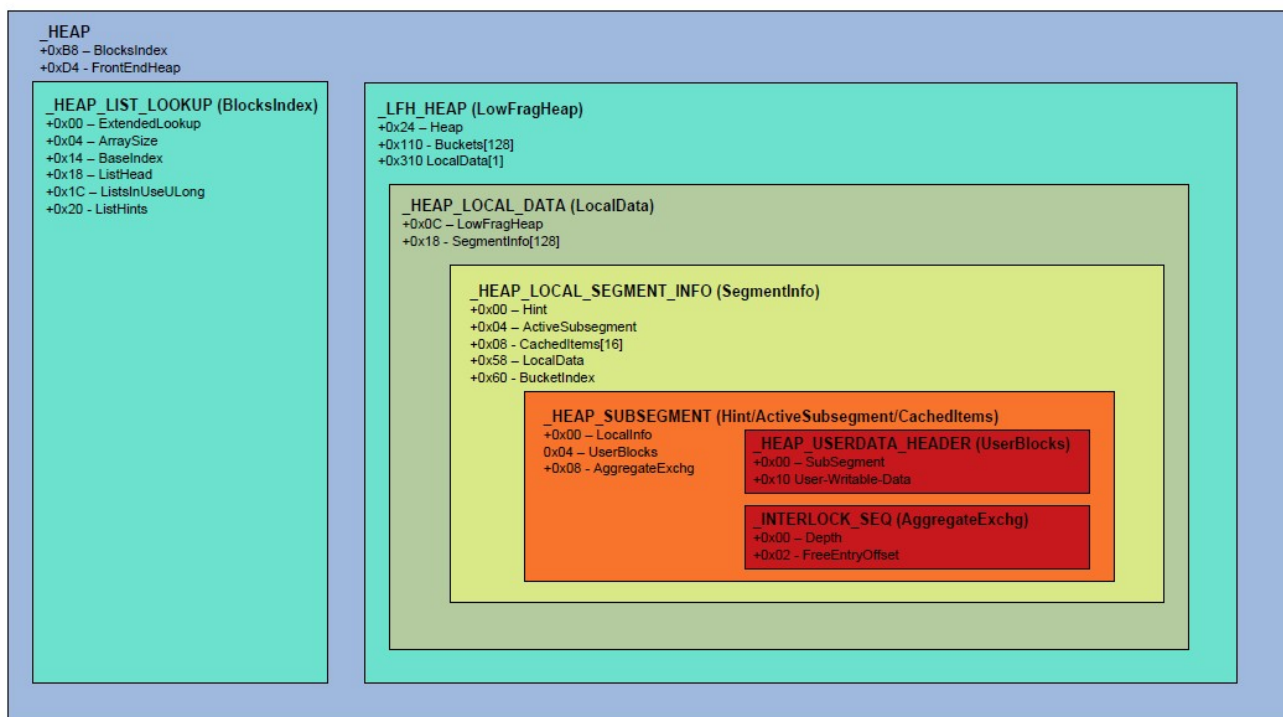 _HEAP
+0xB8 – BlocksIndex
+0xD4 - FrontEndHeap
_HEAP_LIST_LOOKUP (BlocksIndex)
+0x00 – ExtendedLookup
+0x04 – ArraySize
+0x14 – BaseIndex
+0x18 – ListHead
+0x1C – ListsInUseULong
+0x20 - ListHints
_LFH_HEAP (LowFragHeap)
+0x24 – Heap
+0x110 - Buckets[128]
+0x310 LocalData[1]
_HEAP_LOCAL_DATA (LocalData)
+0x0C – LowFragHeap
+0x18 - SegmentInfo[128]
_HEAP_LOCAL_SEGMENT_INFO (SegmentInfo)
+0x00 – Hint
+0x04 – ActiveSubsegment
+0x08 - CachedItems[16]
+0x58 – LocalData
+0x60 - BucketIndex
_HEAP_SUBSEGMENT (Hint/ActiveSubsegment/CachedItems)
+0x00 – LocalInfo
0x04 – UserBlocks
+0x08 - AggregateExchg
_HEAP_USERDATA_HEADER (UserBlocks)
+0x00 – SubSegment
+0x10 User-Writable-Data
_INTERLOCK_SEQ (AggregateExchg)
+0x00 – Depth
+0x02 - FreeEntryOffset